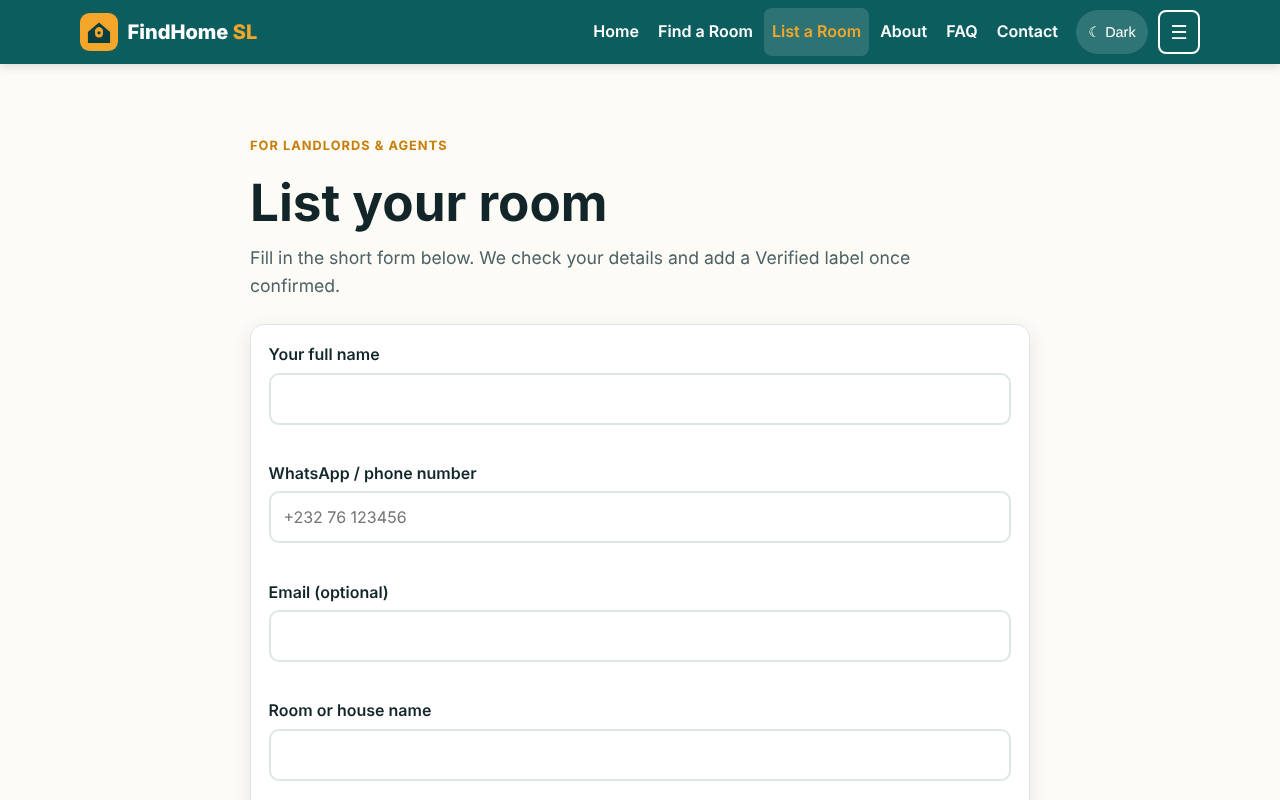 FindHome SL
Home Find a Room List a Room About FAQ Contact ☾ Dark ☰
FOR LANDLORDS & AGENTS
List your room
Fill in the short form below. We check your details and add a Verified label once
confirmed.
Your full name
WhatsApp / phone number
+232 76 123456
Email (optional)
Room or house name